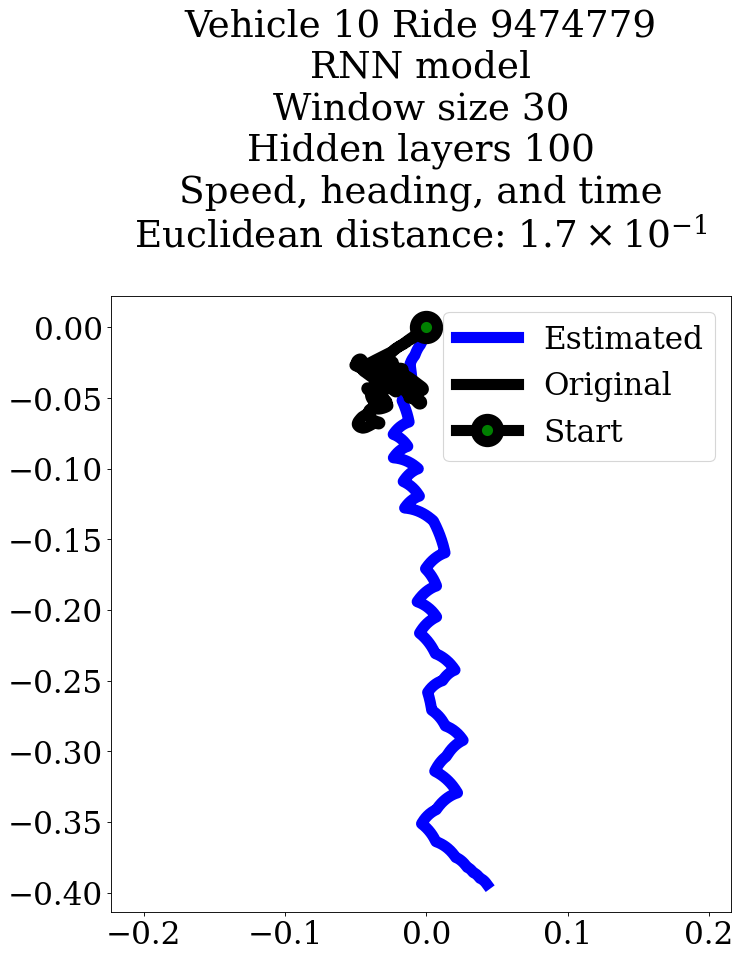 Vehicle 10 Ride 9474779
RNN model
Window size 30
Hidden layers 100
Speed, heading, and time
Euclidean distance: 1.7 × 10⁻¹
Estimated
Original
Start
0.00
−0.05
−0.10
−0.15
−0.20
−0.25
−0.30
−0.35
−0.40
−0.2 −0.1 0.0 0.1 0.2